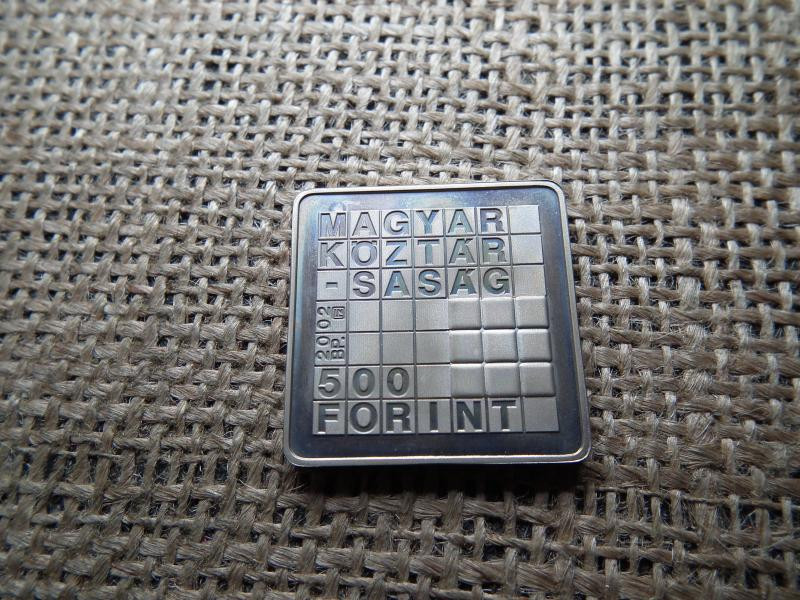 MAGYAR
KÖZTÁR
-SASÁG
2002
BP.
500
FORINT